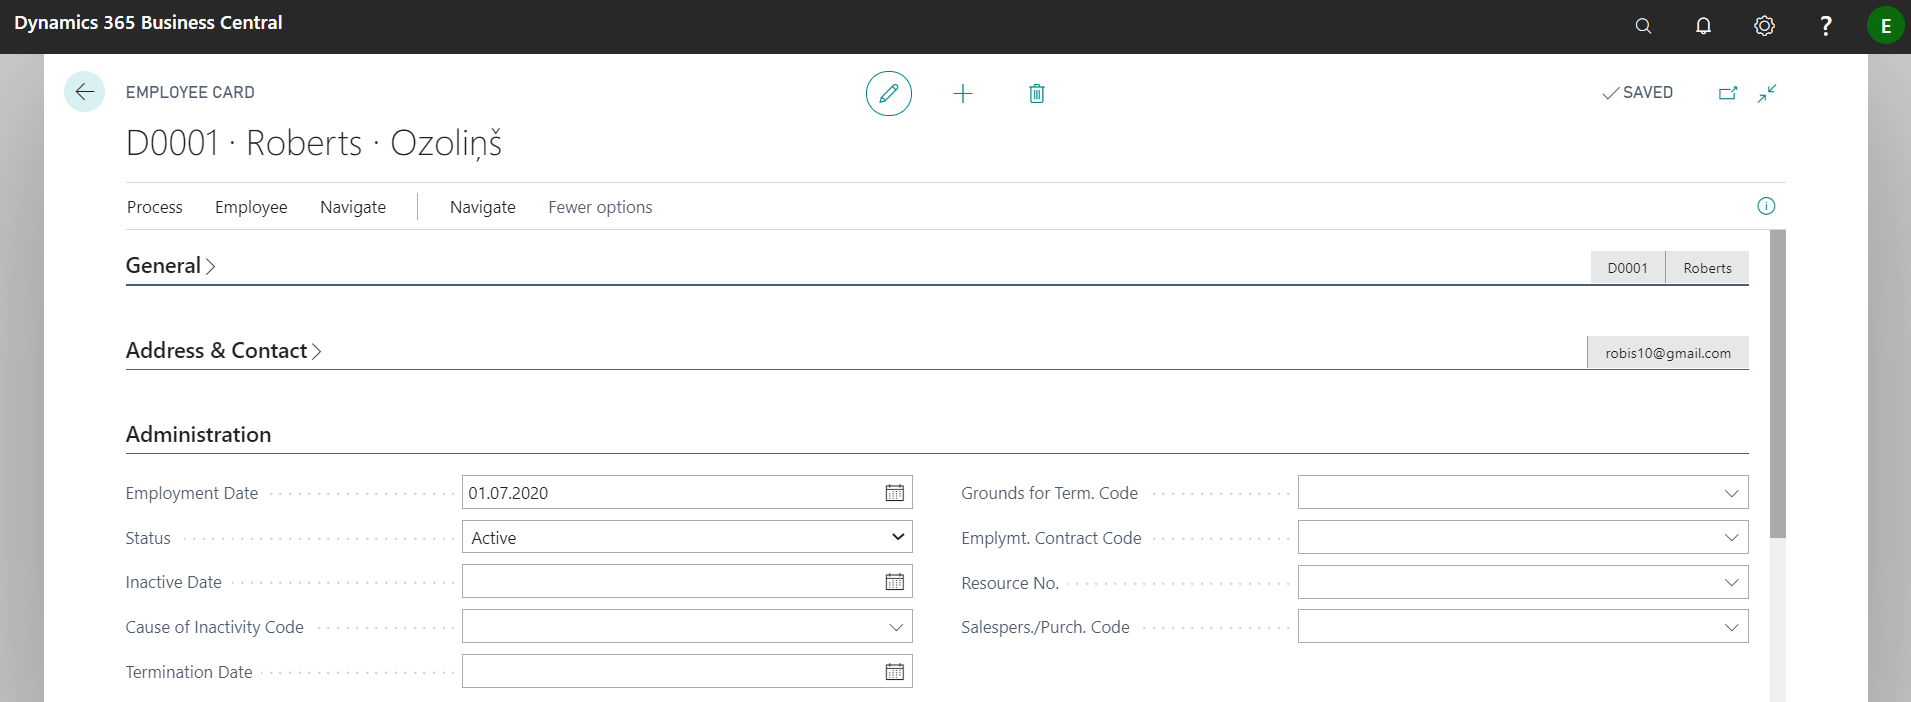 Dynamics 365 Business Central
? E
EMPLOYEE CARD
SAVED
D0001 · Roberts · Ozoliņš
Process Employee Navigate Navigate Fewer options
General D0001 Roberts
Address & Contact robis10@gmail.com
Administration
Employment Date 01.07.2020 Grounds for Term. Code
Status Active Emplymt. Contract Code
Inactive Date Resource No.
Cause of Inactivity Code Salespers./Purch. Code
Termination Date